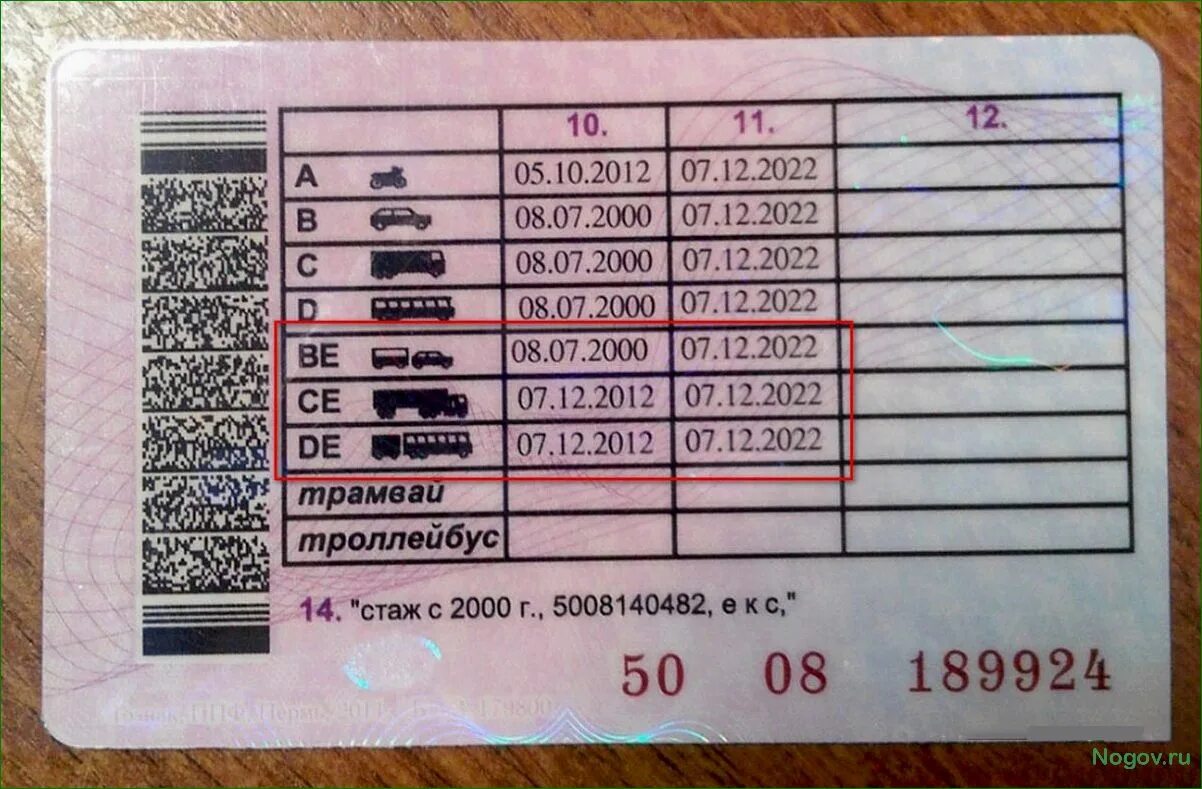 10. 11. 12.
A 05.10.2012 07.12.2022
B 08.07.2000 07.12.2022
C 08.07.2000 07.12.2022
D 08.07.2000 07.12.2022
BE 08.07.2000 07.12.2022
CE 07.12.2012 07.12.2022
DE 07.12.2012 07.12.2022
трамвай
троллейбус
14. "стаж с 2000 г., 5008140482, е к с,"
50 08 189924
Nogov.ru